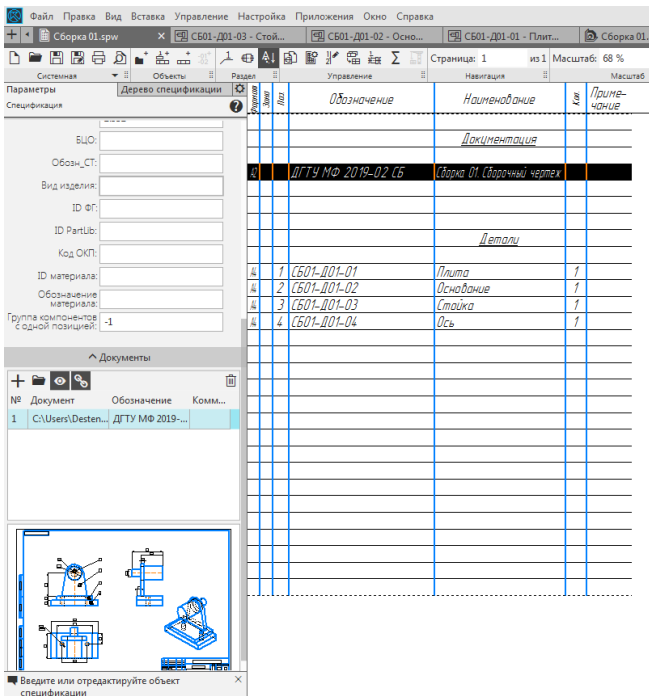 Файл Правка Вид Вставка Управление Настройка Приложения Окно Справка
Сборка 01.spw × СБ01-Д01-03 - Стой... СБ01-Д01-02 - Осно... СБ01-Д01-01 - Плит... Сборка 01.
Страница: 1 из 1 Масштаб: 68 %
Системная Объекты Раздел Управление Навигация Масштаб
Параметры Дерево спецификации
Спецификация
Формат Зона Поз Обозначение Наименование Кол Приме-
чание
БЦО:
Обозн_СТ:
Вид изделия:
ID ФГ:
ID PartLib:
Код ОКП:
ID материала:
Обозначение
материала:
Группа компонентов
с одной позицией: -1
Документы
№ Документ Обозначение Комм...
1 C:\Users\Desten... ДГТУ МФ 2019-...
Введите или отредактируйте объект ×
спецификации
Документация
А2 ДГТУ МФ 2019-02 СБ Сборка 01. Сборочный чертеж
Детали
А4 1 СБ01-Д01-01 Плита 1
А4 2 СБ01-Д01-02 Основание 1
А4 3 СБ01-Д01-03 Стойка 1
А4 4 СБ01-Д01-04 Ось 1